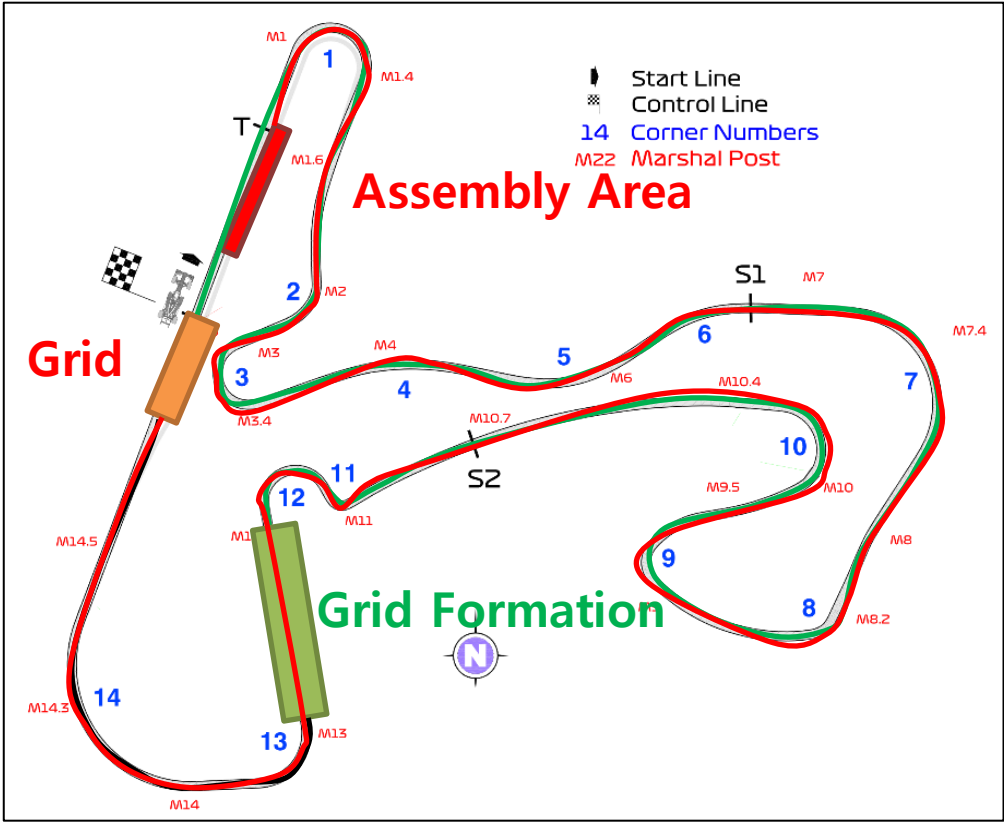 M1
1
M1.4
Start Line
Control Line
T
14 Corner Numbers
M22 Marshal Post
M1.6
Assembly Area
S1
M7
2
M2
6
M7.4
Grid
M3
M4
5
3
4
M6
7
M3.4
M10.4
M10.7
10
11
S2
12
M9.5
M10
M11
M14.5
M1
M8
9
8
Grid Formation
M8.2
N
14
M14.3
13
M13
M14